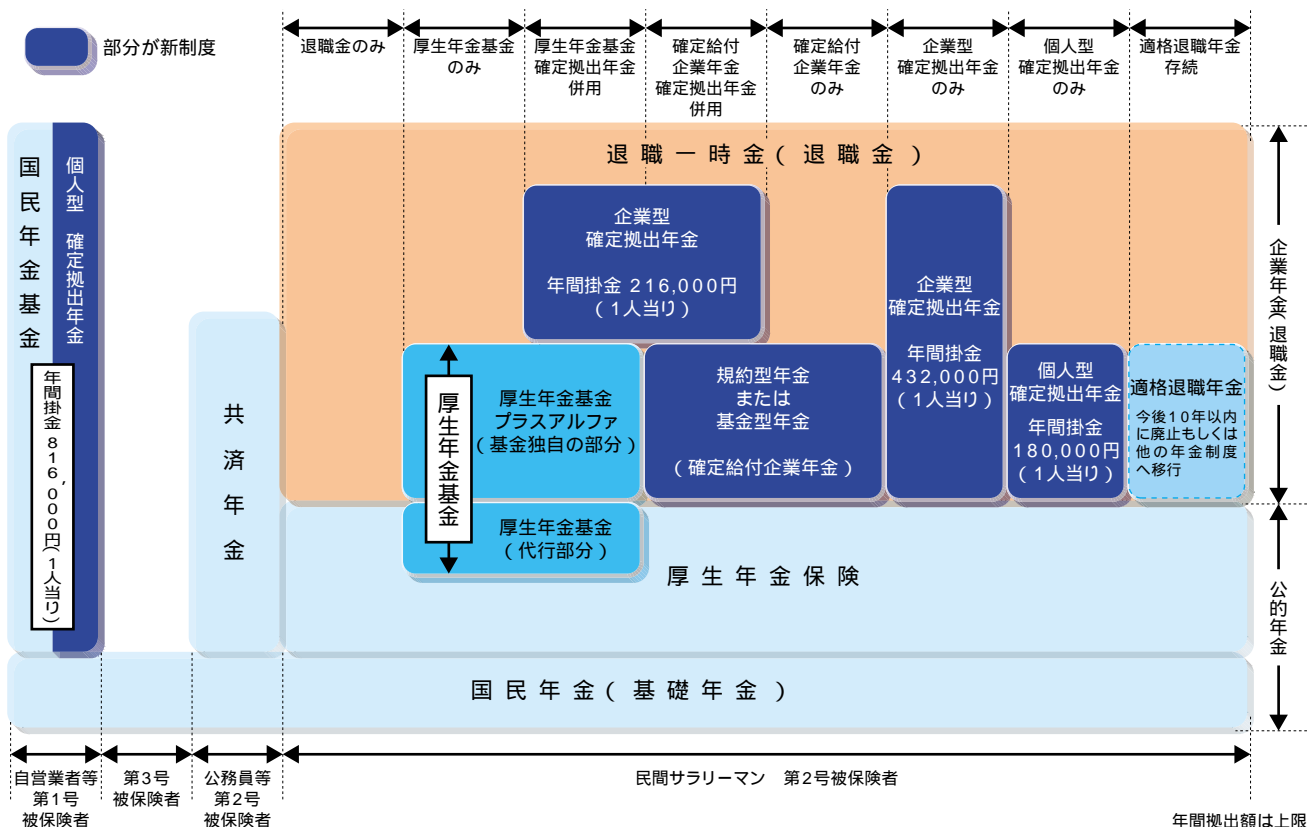 部分が新制度
退職金のみ
厚生年金基金
のみ
厚生年金基金
確定拠出年金
併用
確定給付
企業年金
確定拠出年金
併用
確定給付
企業年金
のみ
企業型
確定拠出年金
のみ
個人型
確定拠出年金
のみ
適格退職年金
存続
国民年金基金
個人型 確定拠出年金
年間掛金 816,000円(1人当り)
共済年金
退職一時金(退職金)
企業型
確定拠出年金
年間掛金 216,000円
(1人当り)
厚生年金基金
厚生年金基金
プラスアルファ
(基金独自の部分)
厚生年金基金
(代行部分)
規約型年金
または
基金型年金
(確定給付企業年金)
企業型
確定拠出年金
年間掛金
432,000円
(1人当り)
個人型
確定拠出年金
年間掛金
180,000円
(1人当り)
適格退職年金
今後10年以内
に廃止もしくは
他の年金制度
へ移行
企業年金(退職金)
厚生年金保険
公的年金
国民年金(基礎年金)
自営業者等
第1号
被保険者
第3号
被保険者
公務員等
第2号
被保険者
民間サラリーマン 第2号被保険者
年間拠出額は上限